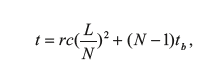 t = rc(L/N)² + (N − 1)t_b,